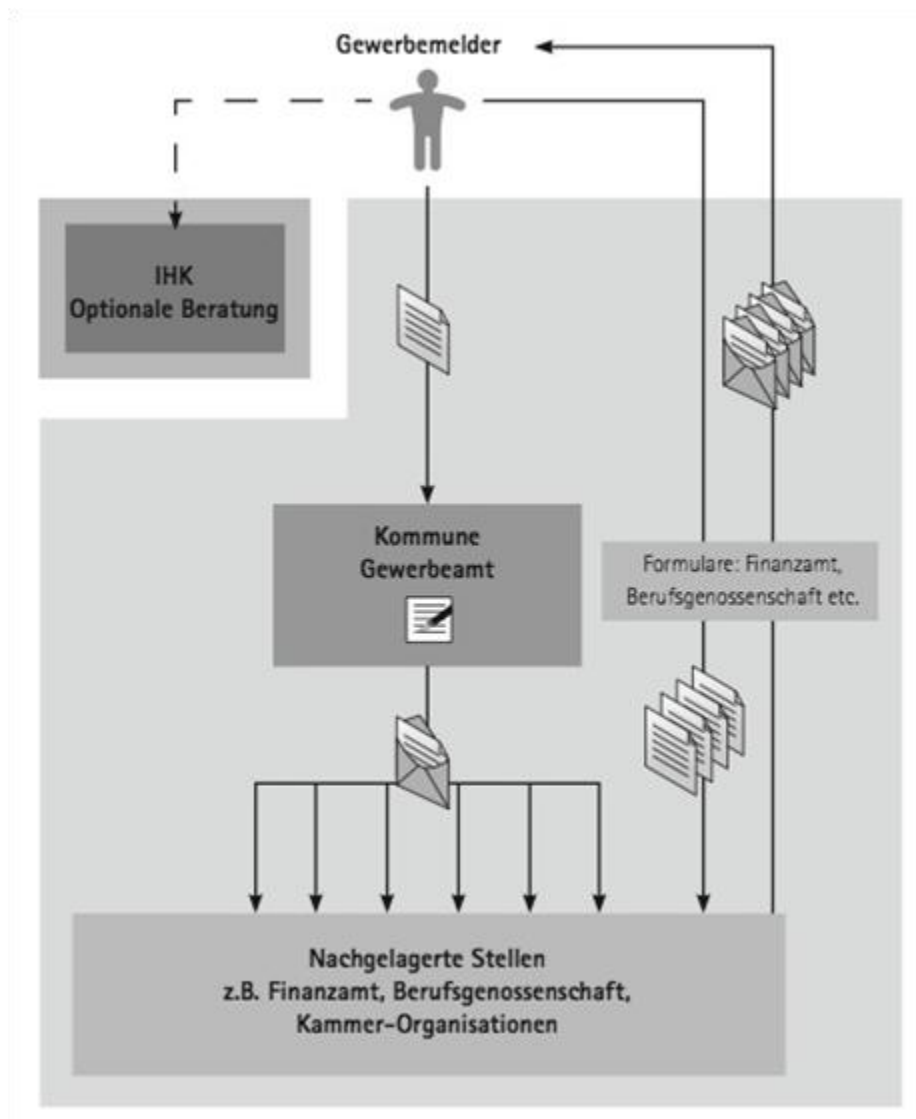 Gewerbemelder
IHK
Optionale Beratung
Kommune
Gewerbeamt
Formulare: Finanzamt,
Berufsgenossenschaft etc.
Nachgelagerte Stellen
z.B. Finanzamt, Berufsgenossenschaft,
Kammer-Organisationen